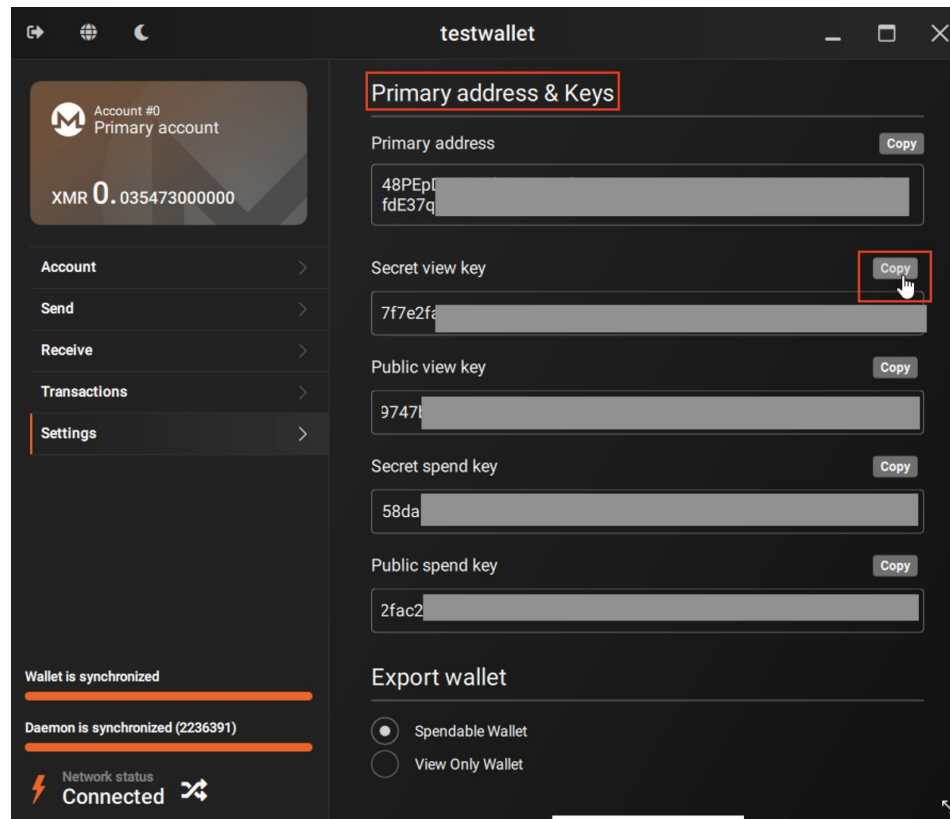 testwallet
Account #0
Primary account
XMR 0. 035473000000
Account
Send
Receive
Transactions
Settings
Wallet is synchronized
Daemon is synchronized (2236391)
Network status
Connected
Primary address & Keys
Primary address
Copy
48PEp
fdE37q
Secret view key
Copy
7f7e2fa
Public view key
Copy
9747
Secret spend key
Copy
58da
Public spend key
Copy
2fac2
Export wallet
Spendable Wallet
View Only Wallet